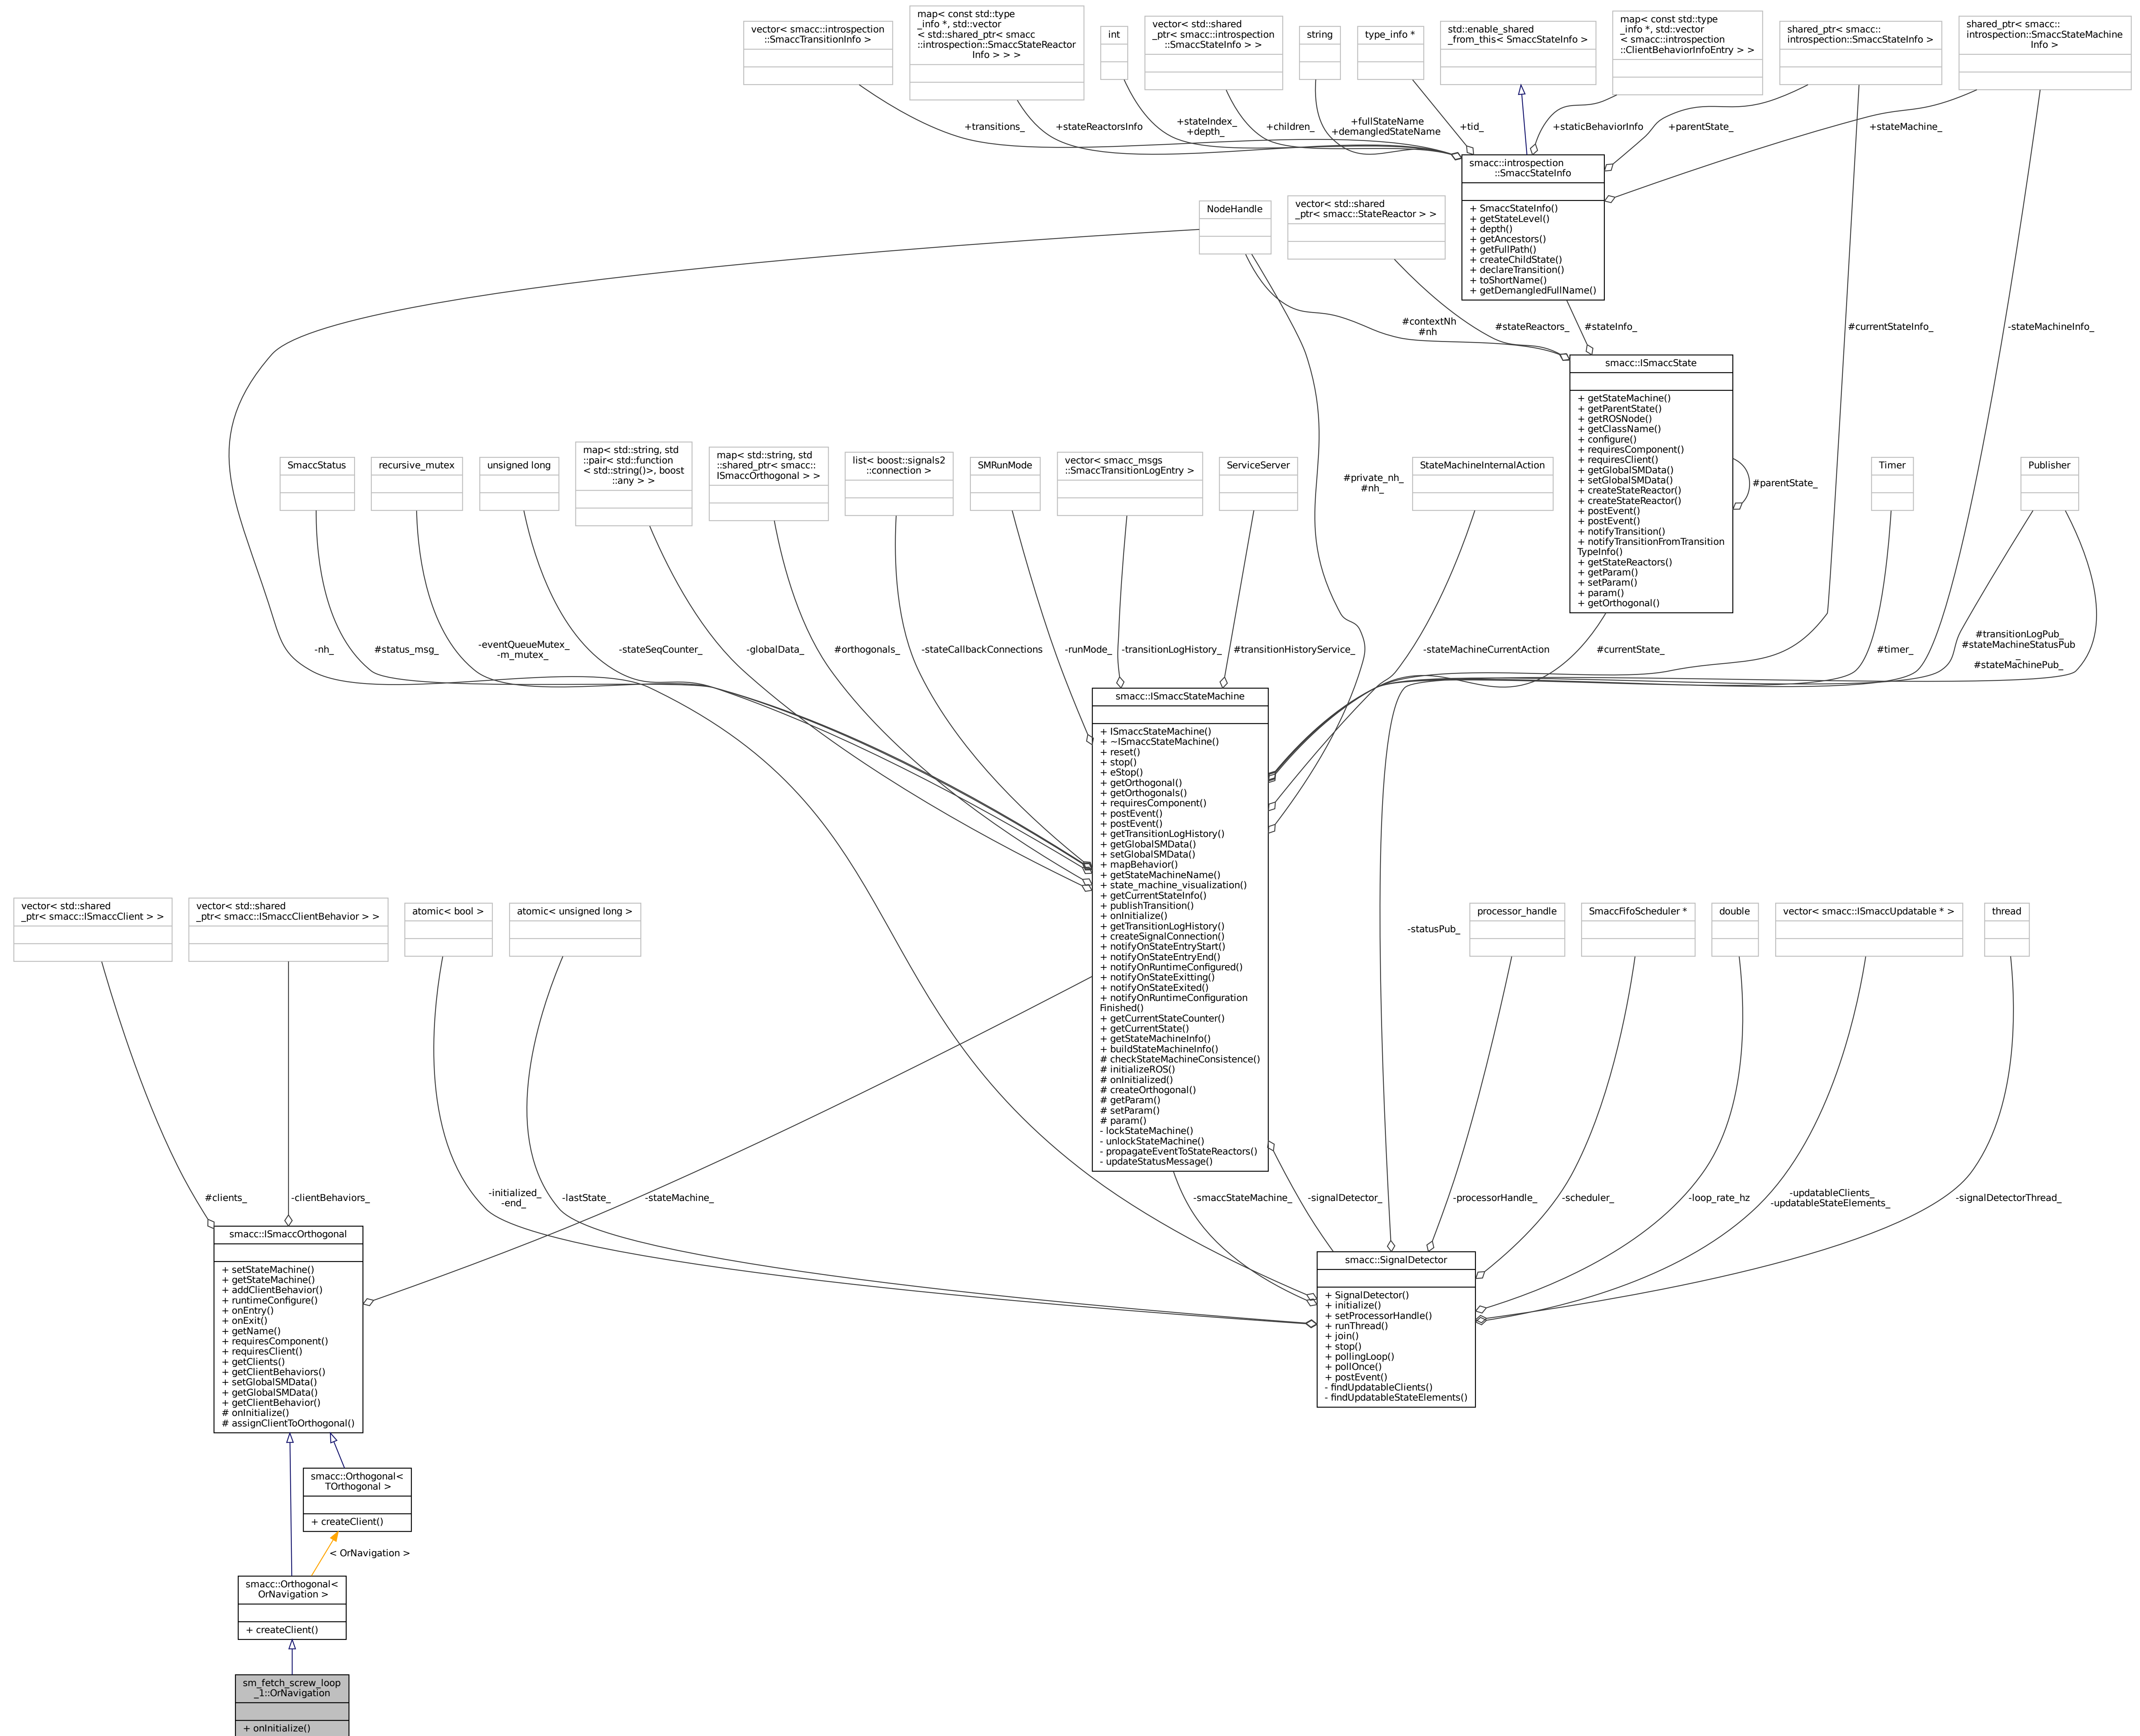 vector< smacc::introspection
::SmaccTransitionInfo >
map< const std::type
_info *, std::vector
< std::shared_ptr< smacc
::introspection::SmaccStateReactor
Info > > >
int
vector< std::shared
_ptr< smacc::introspection
::SmaccStateInfo > >
string
type_info *
std::enable_shared
_from_this< SmaccStateInfo >
map< const std::type
_info *, std::vector
< smacc::introspection
::ClientBehaviorInfoEntry > >
shared_ptr< smacc::
introspection::SmaccStateInfo >
shared_ptr< smacc::
introspection::SmaccStateMachine
Info >
+transitions_
+stateReactorsInfo
+stateIndex_
+depth_
+children_
+fullStateName
+demangledStateName
+tid_
+staticBehaviorInfo
+parentState_
+stateMachine_
smacc::introspection
::SmaccStateInfo
+ SmaccStateInfo()
+ getStateLevel()
+ depth()
+ getAncestors()
+ getFullPath()
+ createChildState()
+ declareTransition()
+ toShortName()
+ getDemangledFullName()
NodeHandle
vector< std::shared
_ptr< smacc::StateReactor > >
#contextNh
#nh
#stateReactors_
#stateInfo_
#currentStateInfo_
-stateMachineInfo_
smacc::ISmaccState
+ getStateMachine()
+ getParentState()
+ getROSNode()
+ getClassName()
+ configure()
+ requiresComponent()
+ requiresClient()
+ getGlobalSMData()
+ setGlobalSMData()
+ createStateReactor()
+ createStateReactor()
+ postEvent()
+ postEvent()
+ notifyTransition()
+ notifyTransitionFromTransition
TypeInfo()
+ getStateReactors()
+ getParam()
+ setParam()
+ param()
+ getOrthogonal()
#parentState_
SmaccStatus
recursive_mutex
unsigned long
map< std::string, std
::pair< std::function
< std::string()>, boost
::any > >
map< std::string, std
::shared_ptr< smacc::
ISmaccOrthogonal > >
list< boost::signals2
::connection >
SMRunMode
vector< smacc_msgs
::SmaccTransitionLogEntry >
ServiceServer
#private_nh_
#nh_
StateMachineInternalAction
Timer
Publisher
-nh_
#status_msg_
-eventQueueMutex_
-m_mutex_
-stateSeqCounter_
-globalData_
#orthogonals_
-stateCallbackConnections
-runMode_
-transitionLogHistory_
#transitionHistoryService_
-stateMachineCurrentAction
#currentState_
#timer_
#transitionLogPub_
#stateMachineStatusPub
_
#stateMachinePub_
smacc::ISmaccStateMachine
+ ISmaccStateMachine()
+ ~ISmaccStateMachine()
+ reset()
+ stop()
+ eStop()
+ getOrthogonal()
+ getOrthogonals()
+ requiresComponent()
+ postEvent()
+ postEvent()
+ getTransitionLogHistory()
+ getGlobalSMData()
+ setGlobalSMData()
+ mapBehavior()
+ getStateMachineName()
+ state_machine_visualization()
+ getCurrentStateInfo()
+ publishTransition()
+ onInitialize()
+ getTransitionLogHistory()
+ createSignalConnection()
+ notifyOnStateEntryStart()
+ notifyOnStateEntryEnd()
+ notifyOnRuntimeConfigured()
+ notifyOnStateExitting()
+ notifyOnStateExited()
+ notifyOnRuntimeConfiguration
Finished()
+ getCurrentStateCounter()
+ getCurrentState()
+ getStateMachineInfo()
+ buildStateMachineInfo()
# checkStateMachineConsistence()
# initializeROS()
# onInitialized()
# createOrthogonal()
# getParam()
# setParam()
# param()
- lockStateMachine()
- unlockStateMachine()
- propagateEventToStateReactors()
- updateStatusMessage()
vector< std::shared
_ptr< smacc::ISmaccClient > >
vector< std::shared
_ptr< smacc::ISmaccClientBehavior > >
atomic< bool >
atomic< unsigned long >
-statusPub_
processor_handle
SmaccFifoScheduler *
double
vector< smacc::ISmaccUpdatable * >
thread
#clients_
-clientBehaviors_
-initialized_
-end_
-lastState_
-stateMachine_
-smaccStateMachine_
-signalDetector_
-processorHandle_
-scheduler_
-loop_rate_hz
-updatableClients_
-updatableStateElements_
-signalDetectorThread_
smacc::ISmaccOrthogonal
+ setStateMachine()
+ getStateMachine()
+ addClientBehavior()
+ runtimeConfigure()
+ onEntry()
+ onExit()
+ getName()
+ requiresComponent()
+ requiresClient()
+ getClients()
+ getClientBehaviors()
+ setGlobalSMData()
+ getGlobalSMData()
+ getClientBehavior()
# onInitialize()
# assignClientToOrthogonal()
smacc::SignalDetector
+ SignalDetector()
+ initialize()
+ setProcessorHandle()
+ runThread()
+ join()
+ stop()
+ pollingLoop()
+ pollOnce()
+ postEvent()
- findUpdatableClients()
- findUpdatableStateElements()
smacc::Orthogonal<
TOrthogonal >
+ createClient()
< OrNavigation >
smacc::Orthogonal<
OrNavigation >
+ createClient()
sm_fetch_screw_loop
_1::OrNavigation
+ onInitialize()